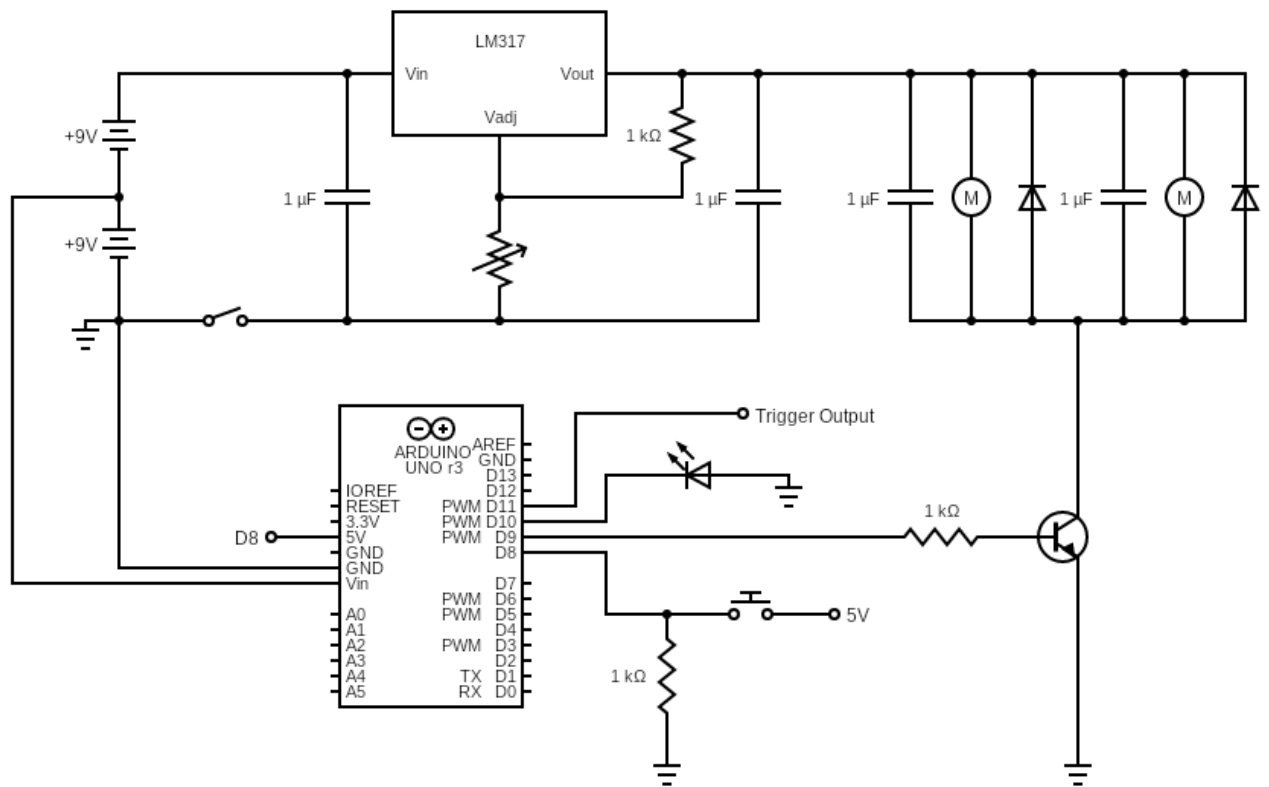 LM317
Vin
Vout
Vadj
+9V
+9V
1 µF
1 kΩ
1 µF
1 µF
M
1 µF
M
ARDUINO
UNO r3
IOREF
RESET
3.3V
5V
GND
GND
Vin
A0
A1
A2
A3
A4
A5
AREF
GND
D13
D12
PWM D11
PWM D10
PWM D9
D8
D7
PWM D6
PWM D5
D4
PWM D3
D2
TX D1
RX D0
D8
Trigger Output
1 kΩ
5V
1 kΩ